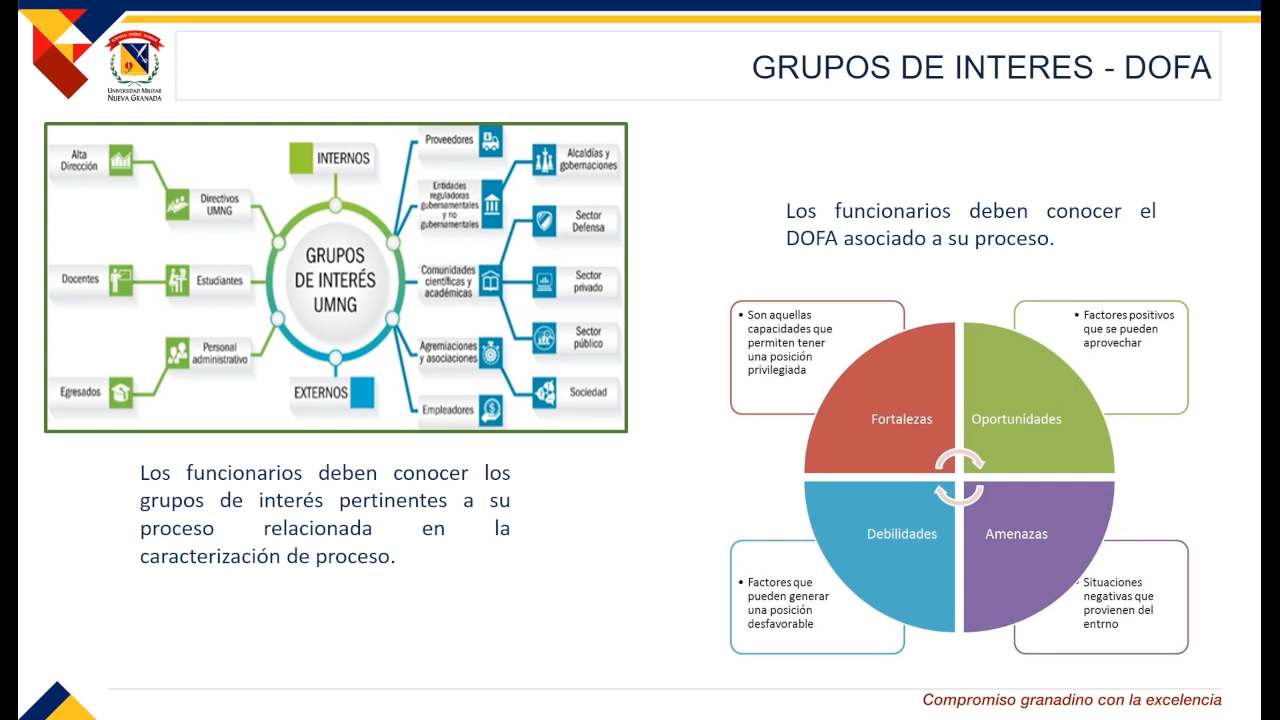 UNIVERSIDAD MILITAR
NUEVA GRANADA
GRUPOS DE INTERES - DOFA
Alta
Dirección
Directivos
UMNG
Docentes
Estudiantes
Personal
administrativo
Egresados
INTERNOS
GRUPOS
DE INTERÉS
UMNG
EXTERNOS
Proveedores
Entidades
reguladoras
gubernamentales
y no
gubernamentales
Comunidades
científicas y
académicas
Agremiaciones
y asociaciones
Empleadores
Alcaldías y
gobernaciones
Sector
Defensa
Sector
privado
Sector
público
Sociedad
Los funcionarios deben conocer los
grupos de interés pertinentes a su
proceso relacionada en la
caracterización de proceso.
Los funcionarios deben conocer el
DOFA asociado a su proceso.
• Son aquellas
capacidades que
permiten tener
una posición
privilegiada
• Factores positivos
que se pueden
aprovechar
Fortalezas
Oportunidades
Debilidades
Amenazas
• Factores que
pueden generar
una posición
desfavorable
• Situaciones
negativas que
provienen del
entrno
Compromiso granadino con la excelencia